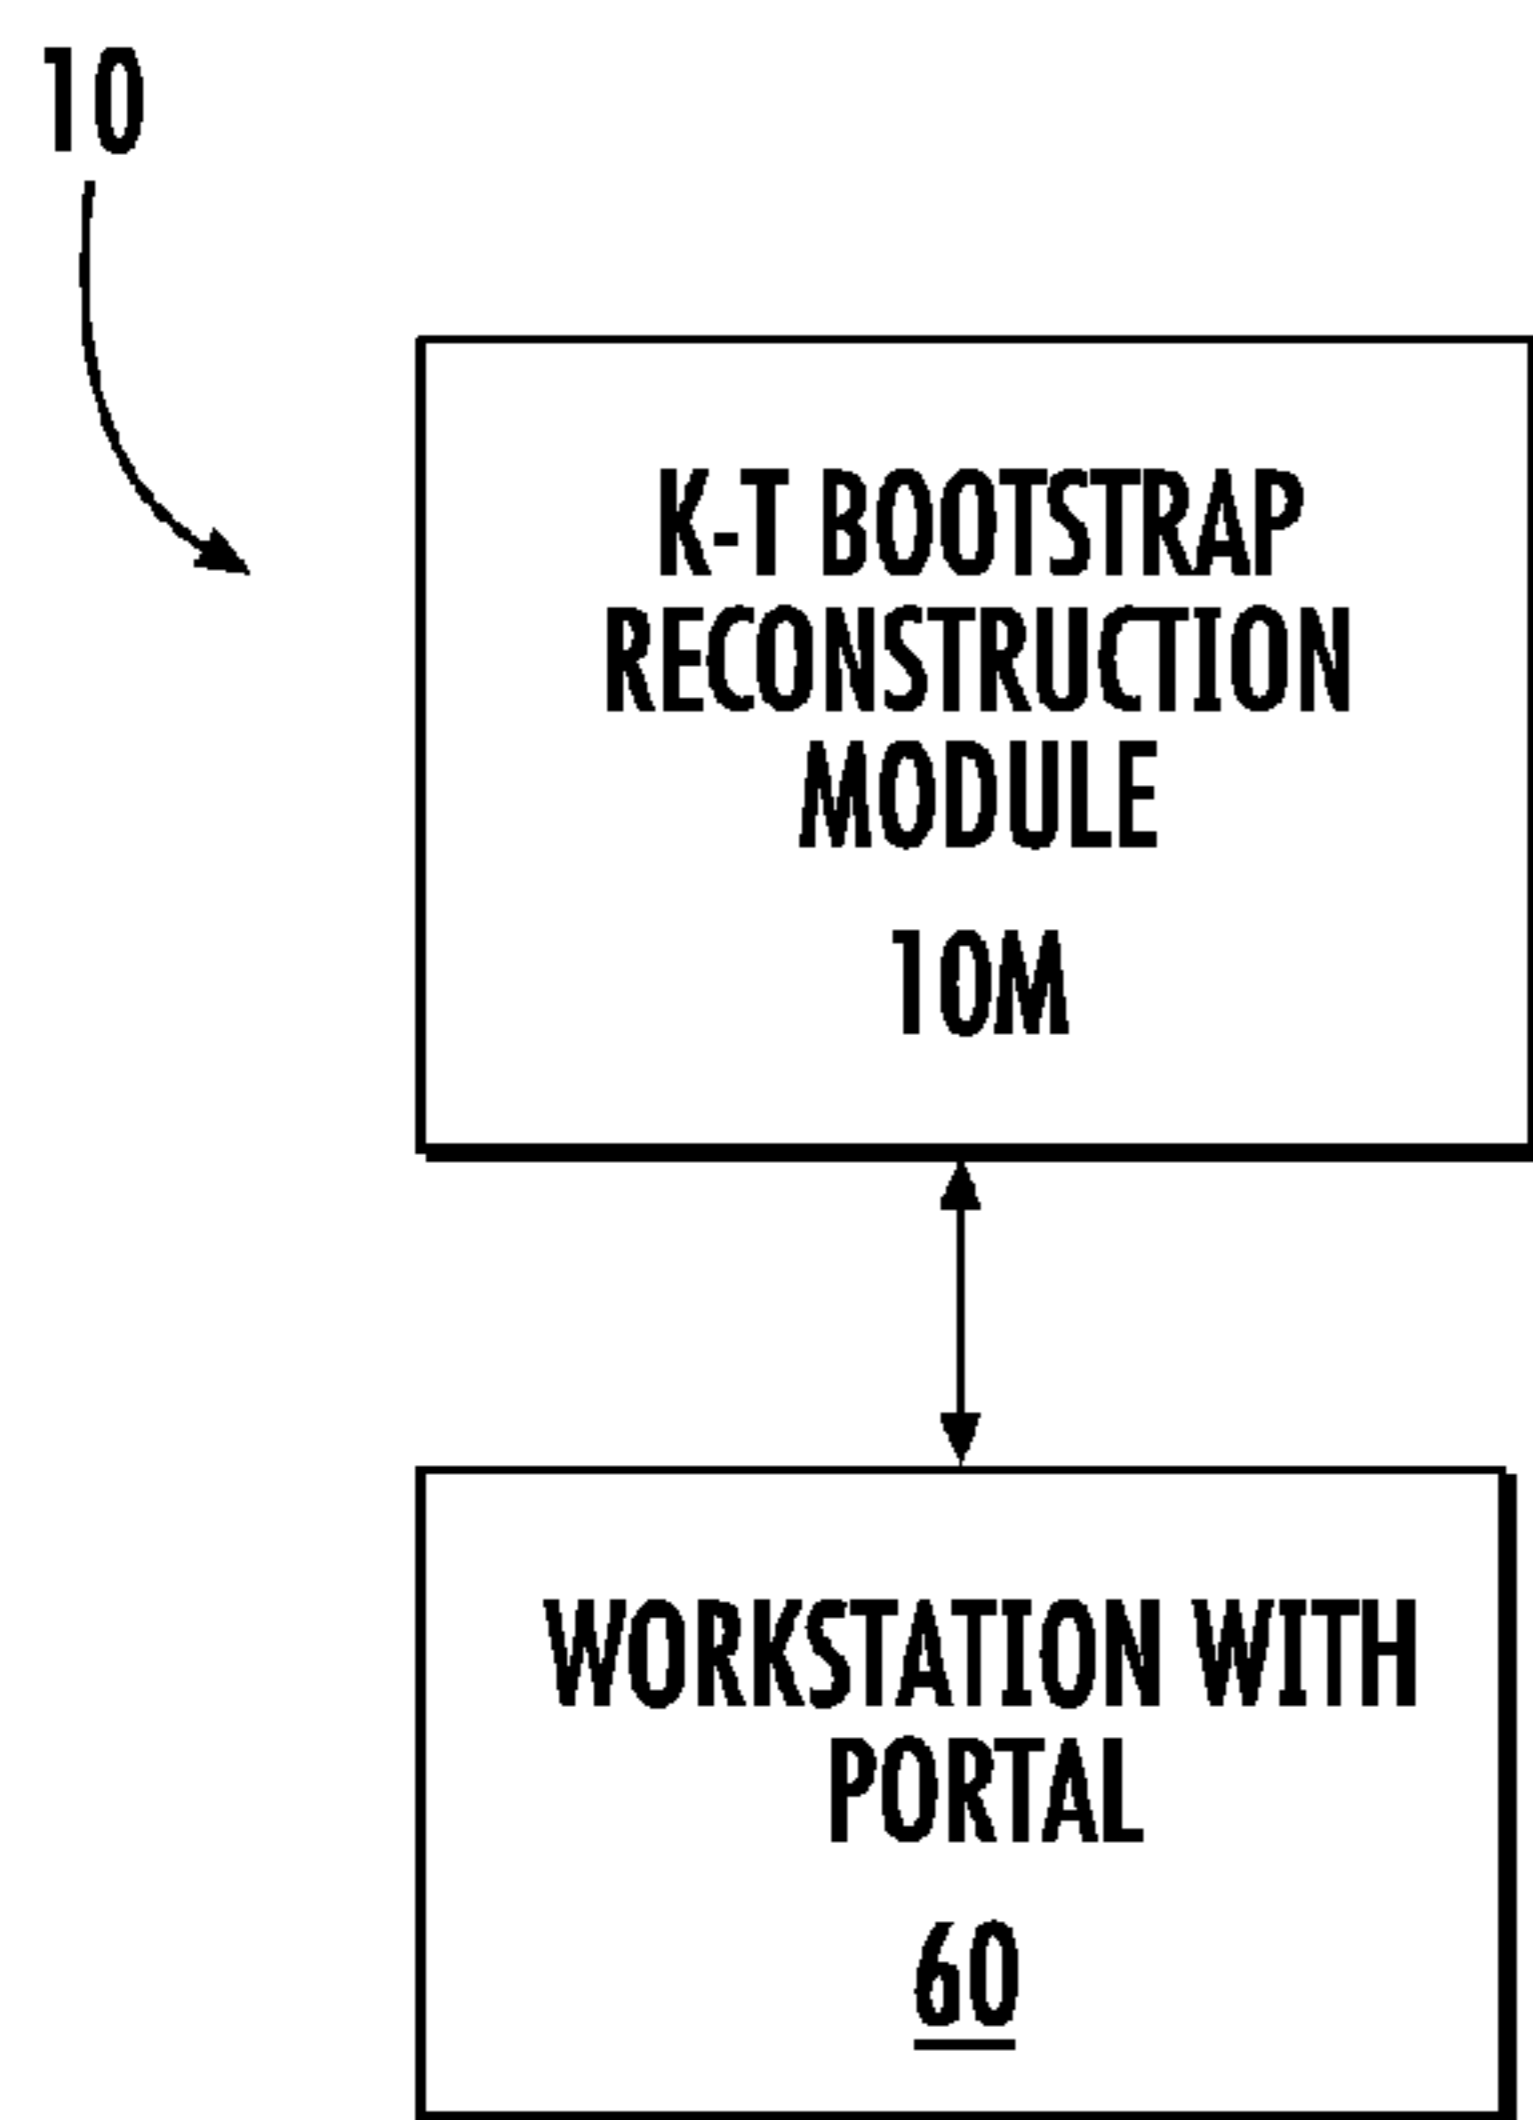 10
K-T BOOTSTRAP
RECONSTRUCTION
MODULE
10M
WORKSTATION WITH
PORTAL
60